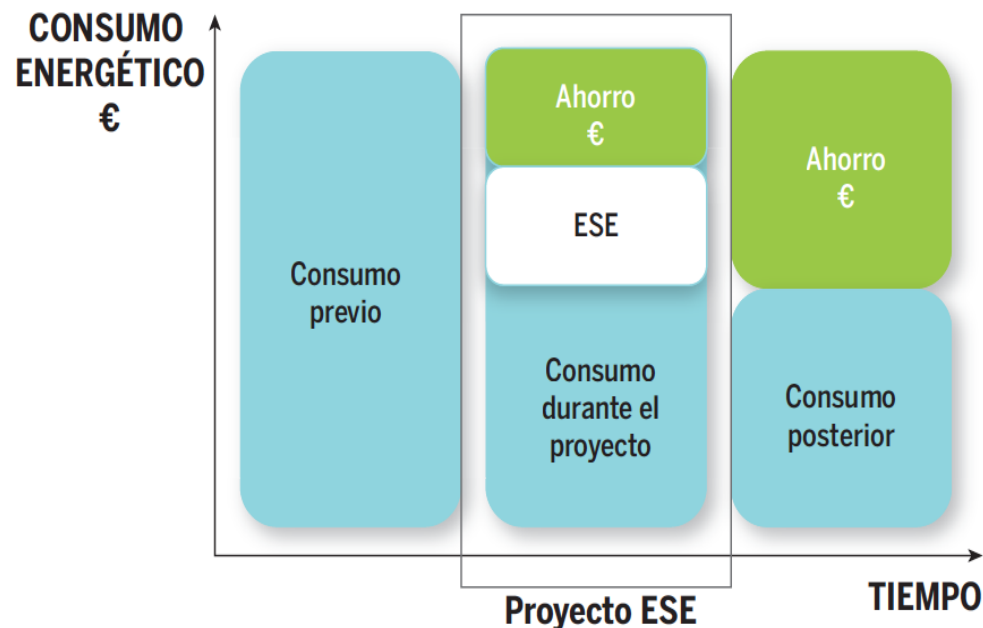 CONSUMO
ENERGÉTICO
€
Consumo
previo
Ahorro
€
ESE
Consumo
durante el
proyecto
Ahorro
€
Consumo
posterior
TIEMPO
Proyecto ESE